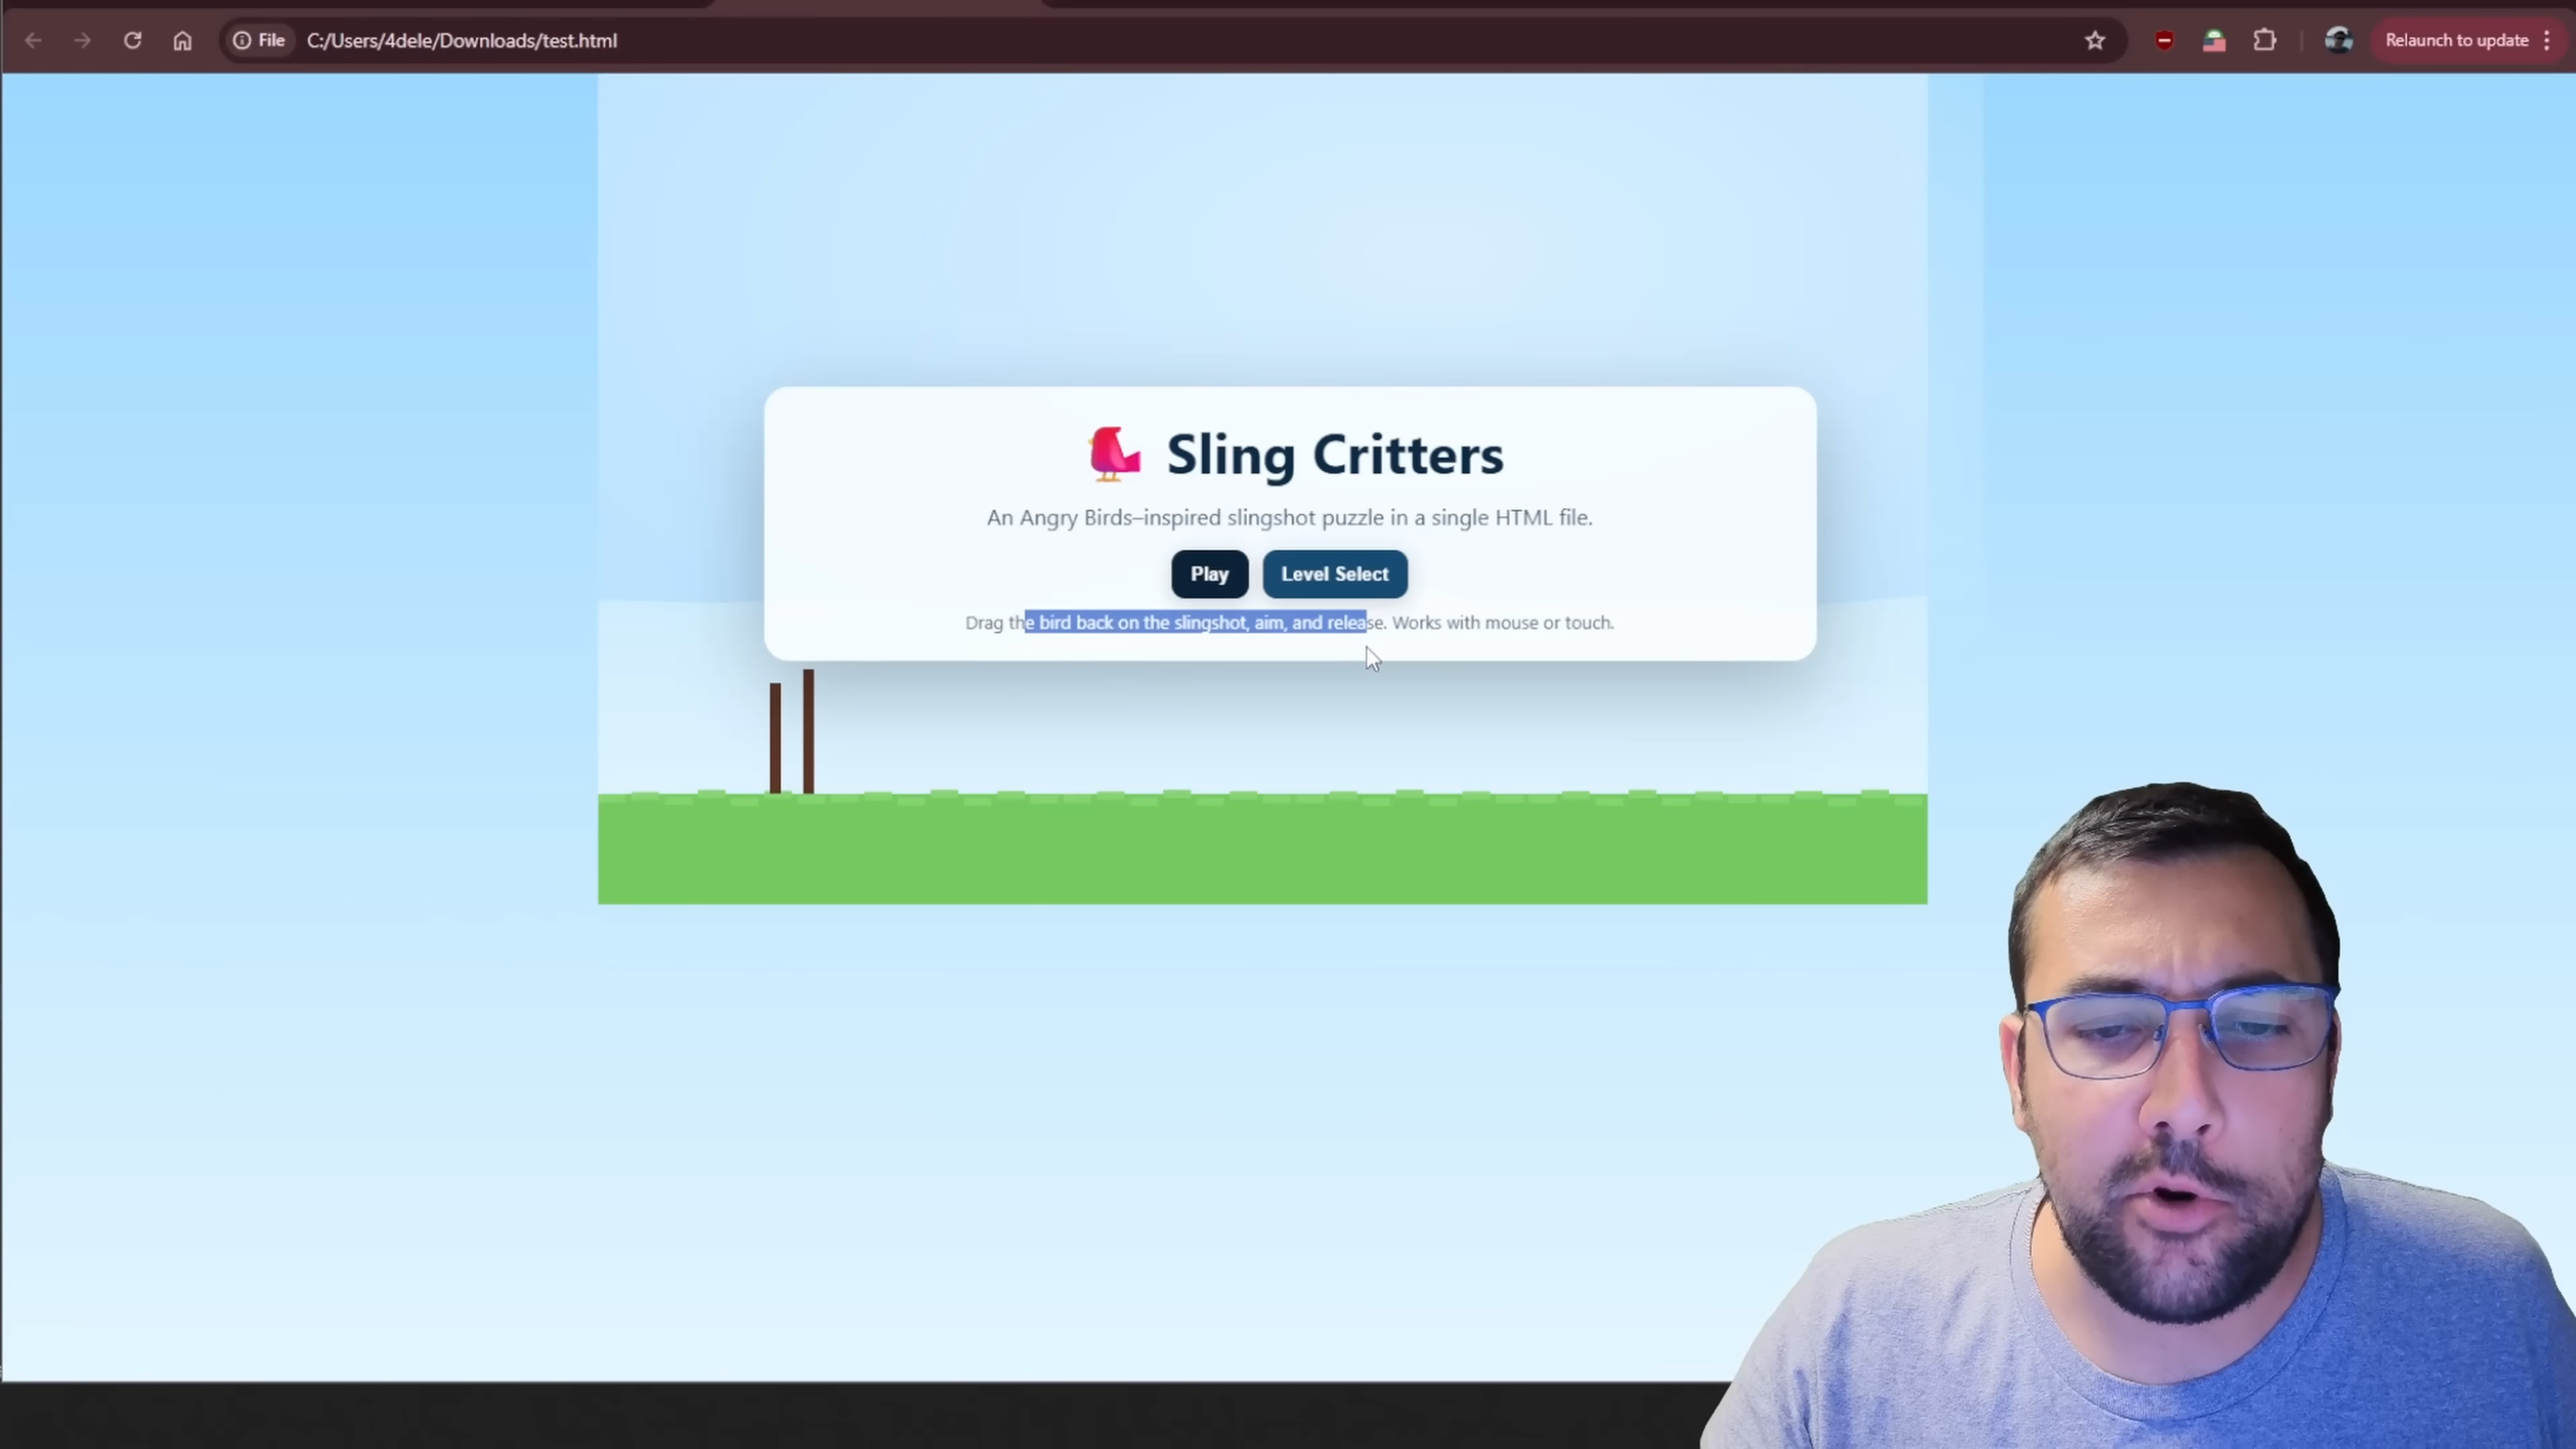 File C:/Users/4dele/Downloads/test.html Relaunch to update
Sling Critters
An Angry Birds–inspired slingshot puzzle in a single HTML file.
Play Level Select
Drag the bird back on the slingshot, aim, and release. Works with mouse or touch.